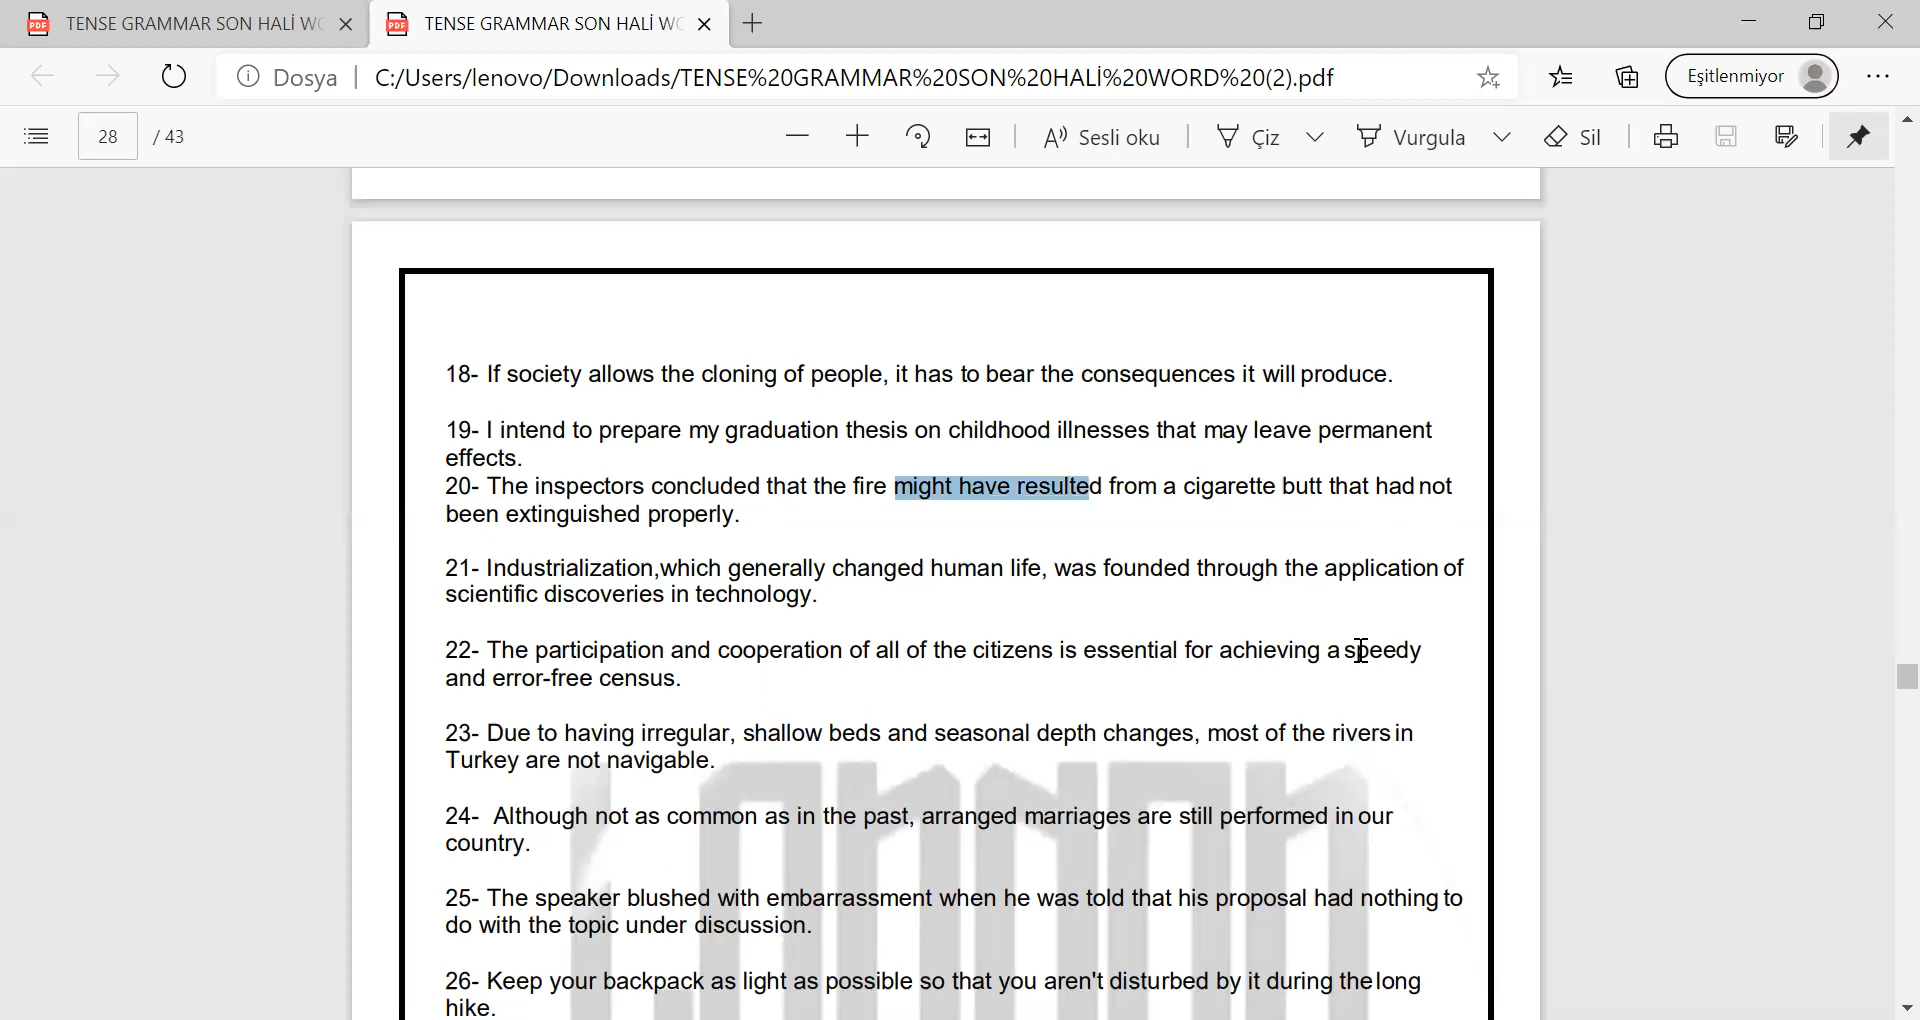 TENSE GRAMMAR SON HALİ WO
TENSE GRAMMAR SON HALİ WO
Dosya
C:/Users/lenovo/Downloads/TENSE%20GRAMMAR%20SON%20HALİ%20WORD%20(2).pdf
Eşitlenmiyor
28 / 43
Sesli oku
Çiz
Vurgula
Sil
18- If society allows the cloning of people, it has to bear the consequences it will produce.
19- I intend to prepare my graduation thesis on childhood illnesses that may leave permanent
effects.
20- The inspectors concluded that the fire might have resulted from a cigarette butt that had not
been extinguished properly.
21- Industrialization,which generally changed human life, was founded through the application of
scientific discoveries in technology.
22- The participation and cooperation of all of the citizens is essential for achieving a speedy
and error-free census.
23- Due to having irregular, shallow beds and seasonal depth changes, most of the rivers in
Turkey are not navigable.
24- Although not as common as in the past, arranged marriages are still performed in our
country.
25- The speaker blushed with embarrassment when he was told that his proposal had nothing to
do with the topic under discussion.
26- Keep your backpack as light as possible so that you aren't disturbed by it during the long
hike.
London